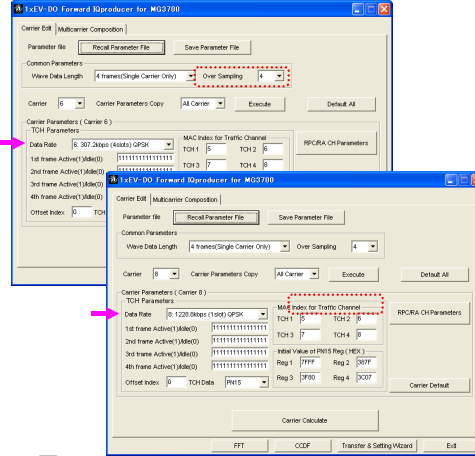 1xEV-DO Forward IQproducer for MG3700
Carrier Edit Multicarrier Composition
Parameter file Recall Parameter File Save Parameter File
Common Parameters
Wave Data Length 4 frames(Single Carrier Only) Over Sampling 4
Carrier 6 Carrier Parameters Copy All Carrier Execute Default All
Carrier Parameters ( Carrier 6 )
TCH Parameters
MAC Index for Traffic Channel
Data Rate 6: 307.2kbps (4slots) QPSK TCH 1 5 TCH 2 6 RPC/RA CH Parameters
1st frame Active(1)/Idle(0) 1111111111111111
2nd frame Active(1)/Idle(0) 1111111111111111 TCH 3 7 TCH 4 8
3rd frame Active(1)/Idle(0)
4th frame Active(1)/Idle(0)
Offset Index 0 TCH
1xEV-DO Forward IQproducer for MG3700
Carrier Edit Multicarrier Composition
Parameter file Recall Parameter File Save Parameter File
Common Parameters
Wave Data Length 4 frames(Single Carrier Only) Over Sampling 4
Carrier 8 Carrier Parameters Copy All Carrier Execute Default All
Carrier Parameters ( Carrier 8 )
TCH Parameters
MAC Index for Traffic Channel
Data Rate 8: 1228.8kbps (1slot) QPSK TCH 1 5 TCH 2 6 RPC/RA CH Parameters
1st frame Active(1)/Idle(0) 1111111111111111
2nd frame Active(1)/Idle(0) 1111111111111111 TCH 3 7 TCH 4 8
3rd frame Active(1)/Idle(0) 1111111111111111 Initial Value of PN15 Reg ( HEX )
4th frame Active(1)/Idle(0) 1111111111111111 Reg 1 7FFF Reg 2 387F
Offset Index 0 TCH Data PN15 Reg 3 3F80 Reg 4 3C07 Carrier Default
Carrier Calculate
FFT CCDF Transfer & Setting Wizard Exit